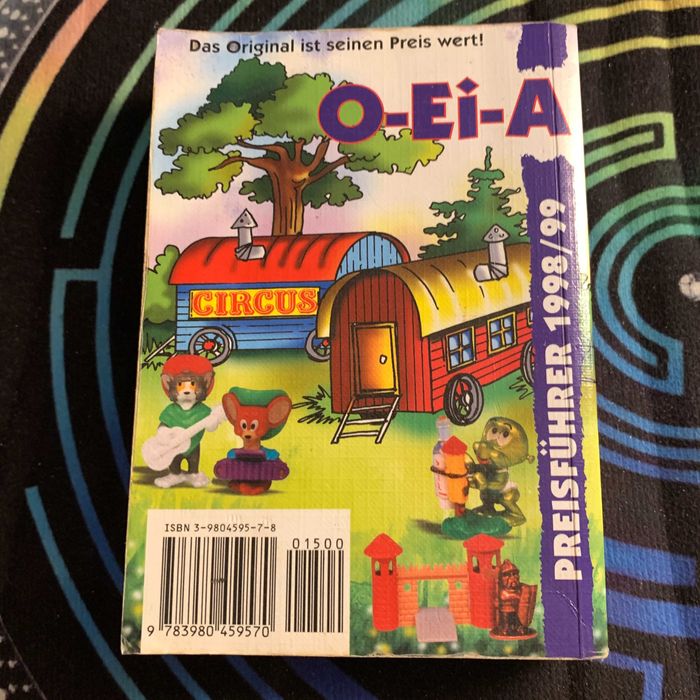 Das Original ist seinen Preis wert!
O-Ei-A
PREISFÜHRER 1998/99
CIRCUS
ISBN 3-9804595-7-8
01500
9 783980 459570